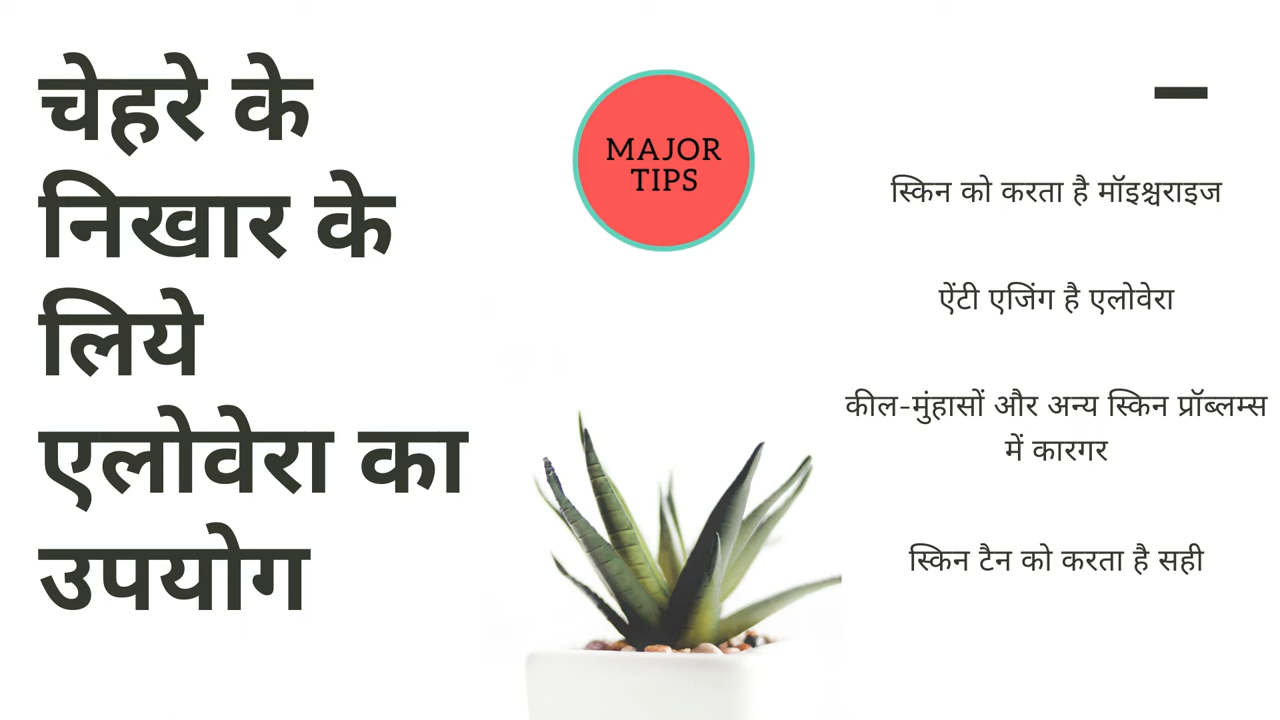 चेहरे के
निखार के
लिये
एलोवेरा का
उपयोग
MAJOR
TIPS
स्किन को करता है मॉइश्चराइज
ऐंटी एजिंग है एलोवेरा
कील-मुंहासों और अन्य स्किन प्रॉब्लम्स
में कारगर
स्किन टैन को करता है सही